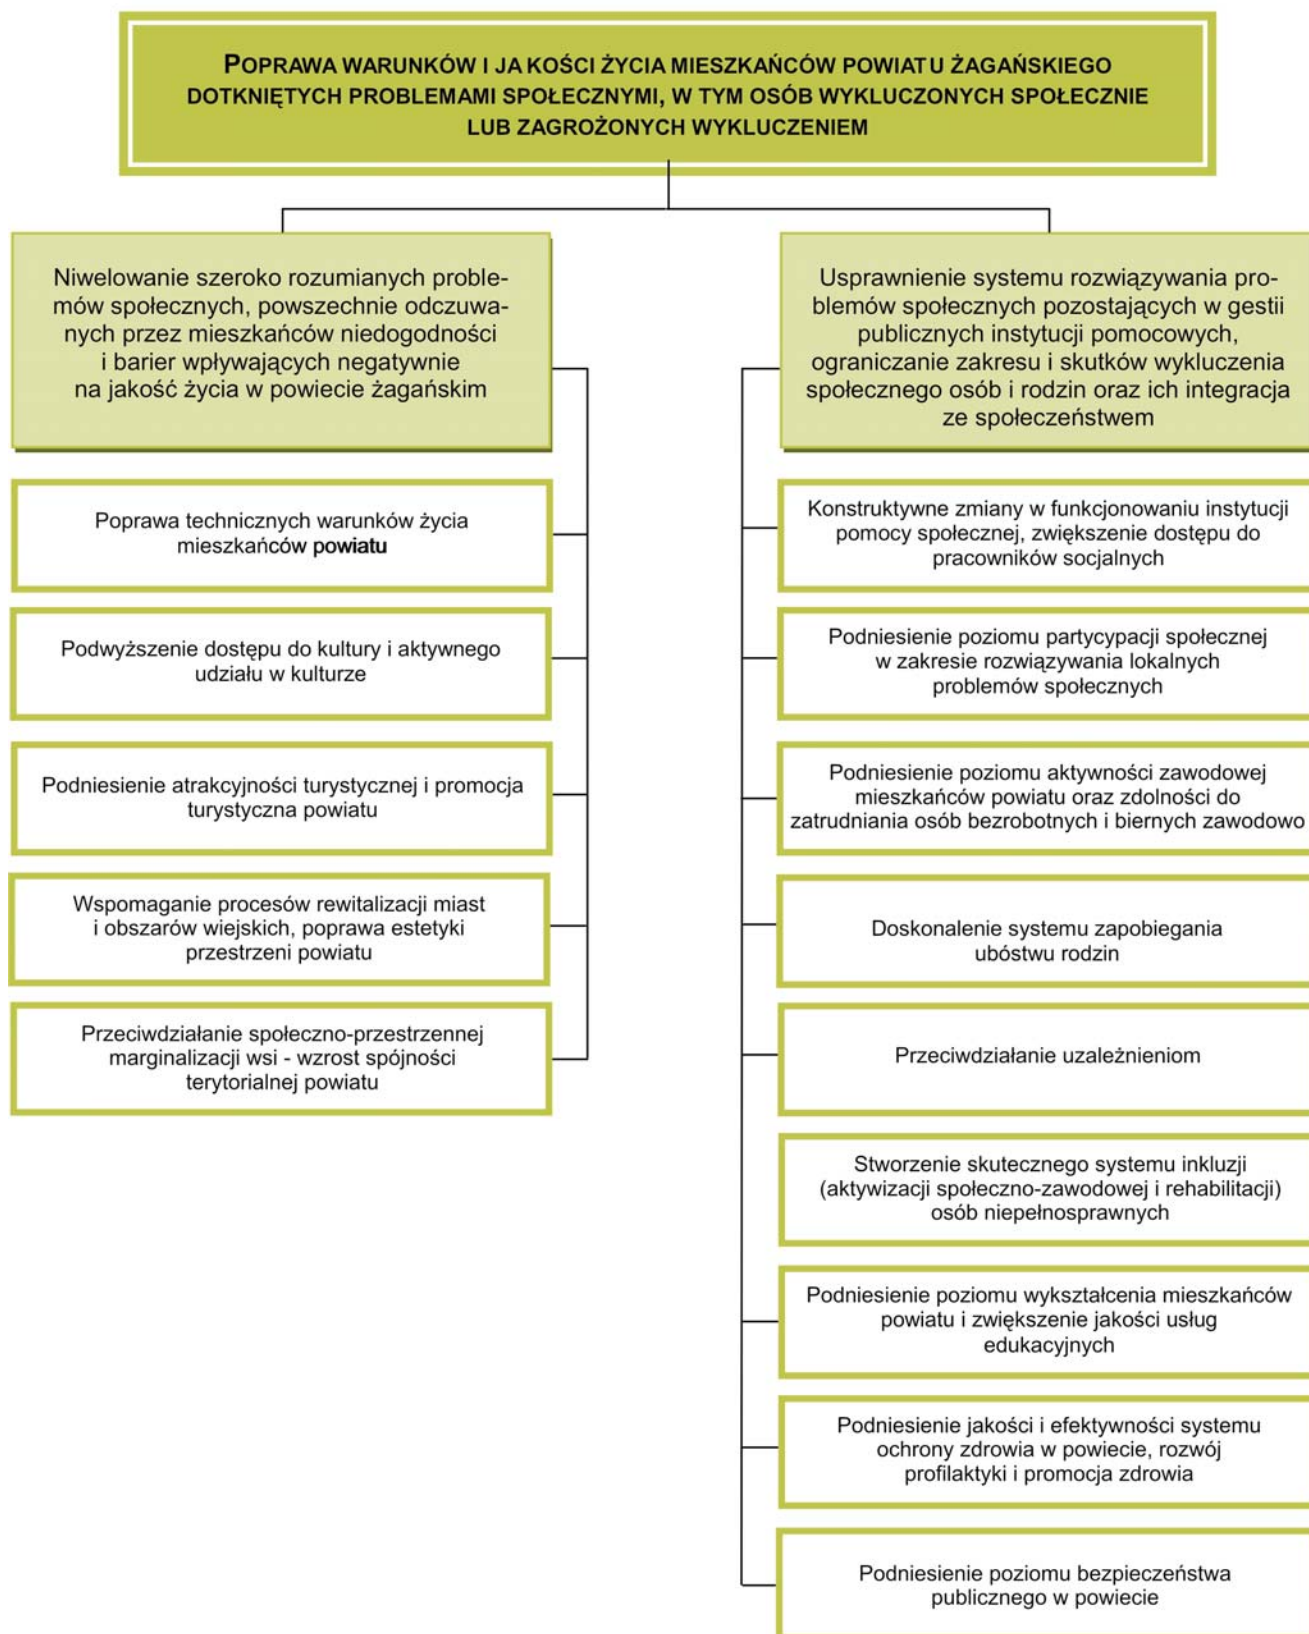 POPRAWA WARUNKÓW I JA KOŚCI ŻYCIA MIESZKAŃCÓW POWIATU ŻAGAŃSKIEGO
DOTKNIĘTYCH PROBLEMAMI SPOŁECZNYMI, W TYM OSÓB WYKLUCZONYCH SPOŁECZNIE
LUB ZAGROŻONYCH WYKLUCZENIEM
Niwelowanie szeroko rozumianych proble-
mów społecznych, powszechnie odczuwa-
nych przez mieszkańców niedogodności
i barier wpływających negatywnie
na jakość życia w powiecie żagańskim
Poprawa technicznych warunków życia
mieszkańców powiatu
Podwyższenie dostępu do kultury i aktywnego
udziału w kulturze
Podniesienie atrakcyjności turystycznej i promocja
turystyczna powiatu
Wspomaganie procesów rewitalizacji miast
i obszarów wiejskich, poprawa estetyki
przestrzeni powiatu
Przeciwdziałanie społeczno-przestrzennej
marginalizacji wsi - wzrost spójności
terytorialnej powiatu
Usprawnienie systemu rozwiązywania pro-
blemów społecznych pozostających w gestii
publicznych instytucji pomocowych,
ograniczanie zakresu i skutków wykluczenia
społecznego osób i rodzin oraz ich integracja
ze społeczeństwem
Konstruktywne zmiany w funkcjonowaniu instytucji
pomocy społecznej, zwiększenie dostępu do
pracowników socjalnych
Podniesienie poziomu partycypacji społecznej
w zakresie rozwiązywania lokalnych
problemów społecznych
Podniesienie poziomu aktywności zawodowej
mieszkańców powiatu oraz zdolności do
zatrudniania osób bezrobotnych i biernych zawodowo
Doskonalenie systemu zapobiegania
ubóstwu rodzin
Przeciwdziałanie uzależnieniom
Stworzenie skutecznego systemu inkluzji
(aktywizacji społeczno-zawodowej i rehabilitacji)
osób niepełnosprawnych
Podniesienie poziomu wykształcenia mieszkańców
powiatu i zwiększenie jakości usług
edukacyjnych
Podniesienie jakości i efektywności systemu
ochrony zdrowia w powiecie, rozwój
profilaktyki i promocja zdrowia
Podniesienie poziomu bezpieczeństwa
publicznego w powiecie